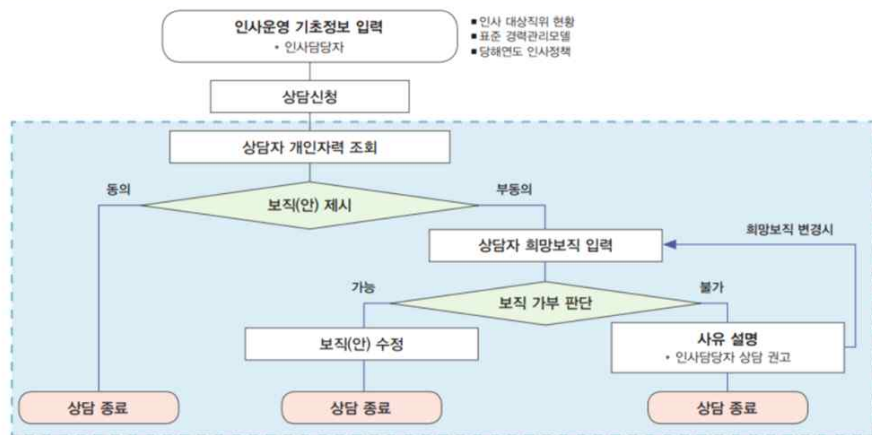 인사운영 기초정보 입력
• 인사담당자
■ 인사 대상직위 현황
■ 표준 경력관리모델
■ 당해연도 인사정책
상담신청
상담자 개인자력 조회
동의
부동의
보직(안) 제시
희망보직 변경시
상담자 희망보직 입력
가능
불가
보직 가부 판단
보직(안) 수정
사유 설명
• 인사담당자 상담 권고
상담 종료
상담 종료
상담 종료